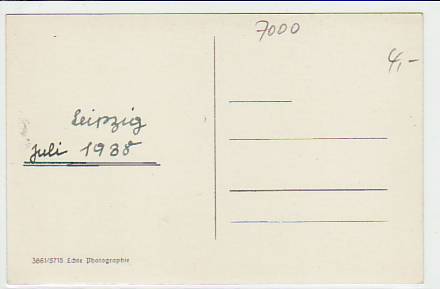 7000
4,-
Leipzig
Juli 1938
3661/5715 Echte Photographie